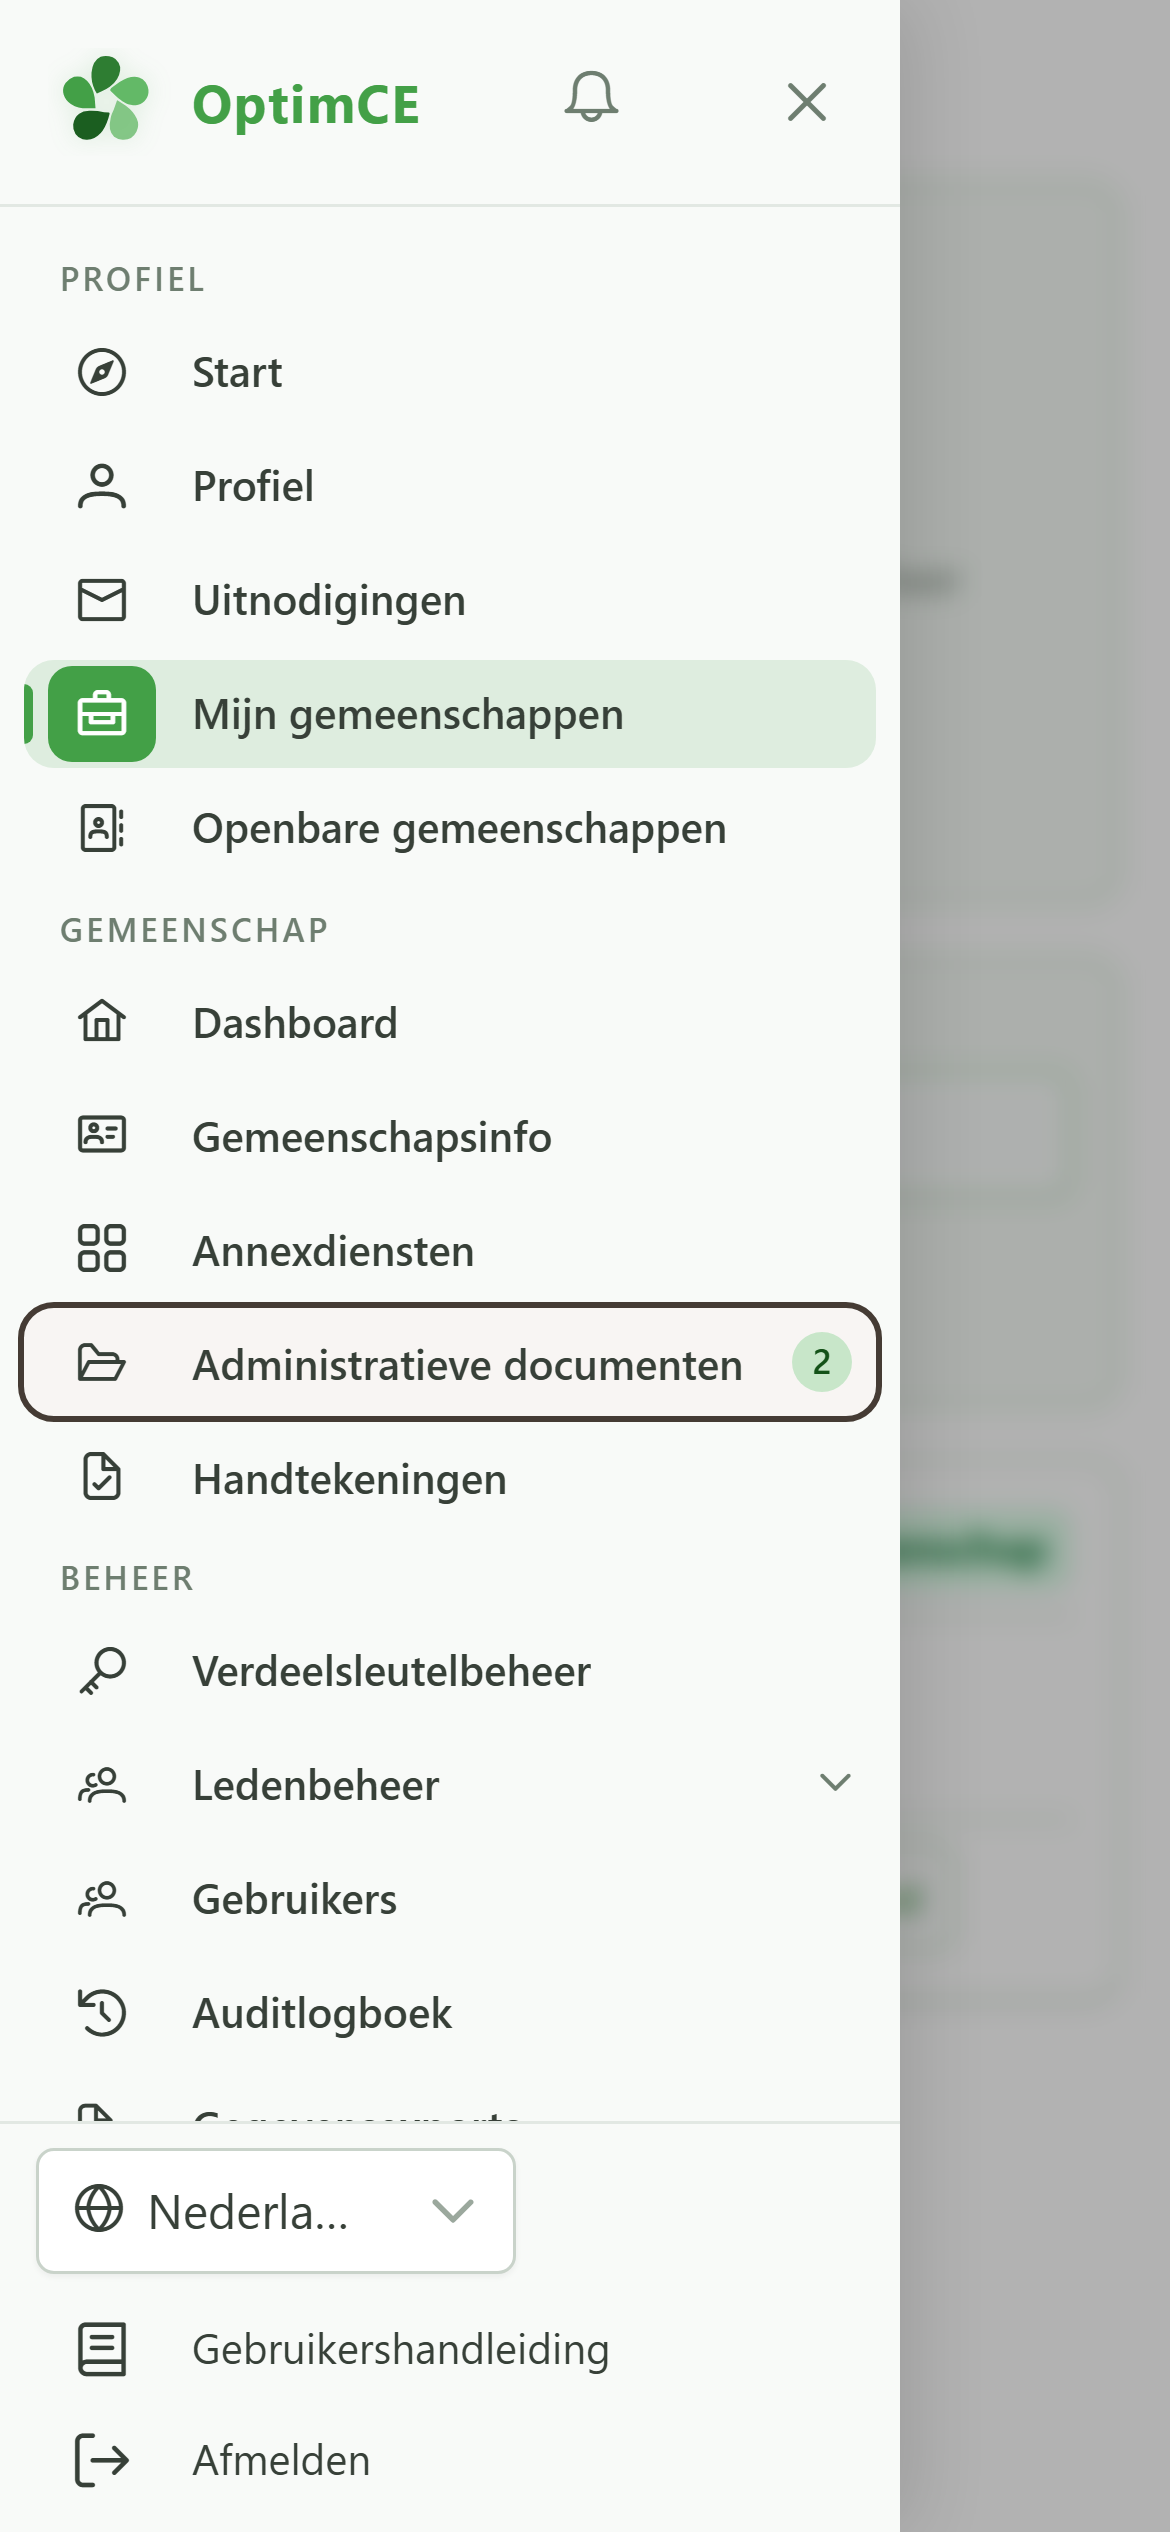 OptimCE
PROFIEL
Start
Profiel
Uitnodigingen
Mijn gemeenschappen
Openbare gemeenschappen
GEMEENSCHAP
Dashboard
Gemeenschapsinfo
Annexdiensten
Administratieve documenten 2
Handtekeningen
BEHEER
Verdeelsleutelbeheer
Ledenbeheer
Gebruikers
Auditlogboek
Nederla...
Gebruikershandleiding
Afmelden